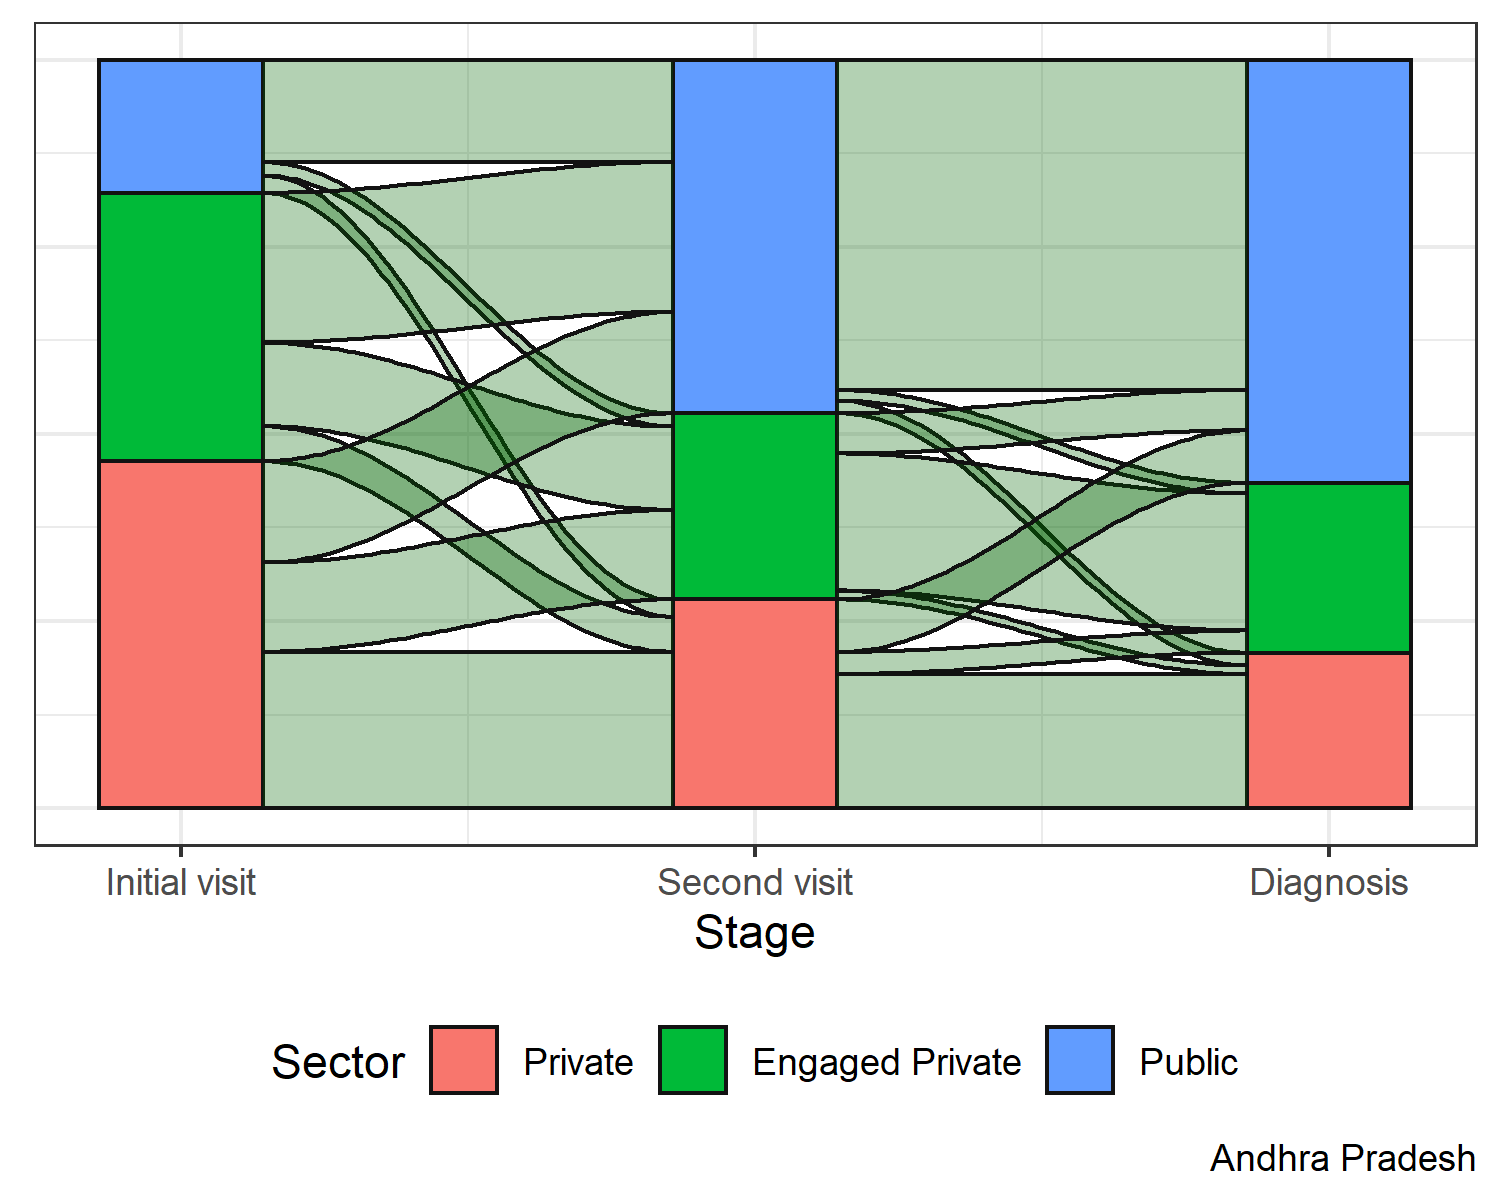 Initial visit Second visit Diagnosis
Stage
Sector Private Engaged Private Public
Andhra Pradesh